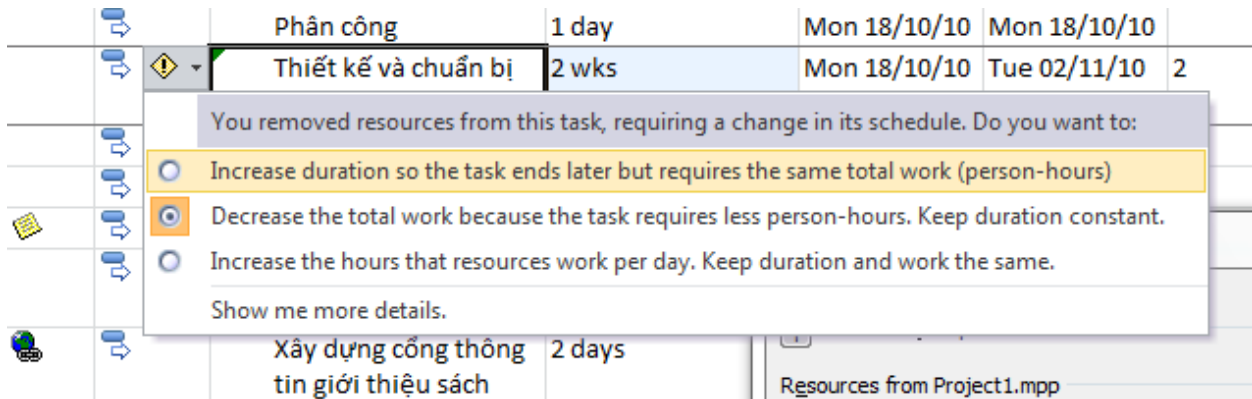 Phân công 1 day Mon 18/10/10 Mon 18/10/10
Thiết kế và chuẩn bị 2 wks Mon 18/10/10 Tue 02/11/10 2
You removed resources from this task, requiring a change in its schedule. Do you want to:
Increase duration so the task ends later but requires the same total work (person-hours)
Decrease the total work because the task requires less person-hours. Keep duration constant.
Increase the hours that resources work per day. Keep duration and work the same.
Show me more details.
Xây dựng cổng thông 2 days
tin giới thiệu sách
Resources from Project1.mpp